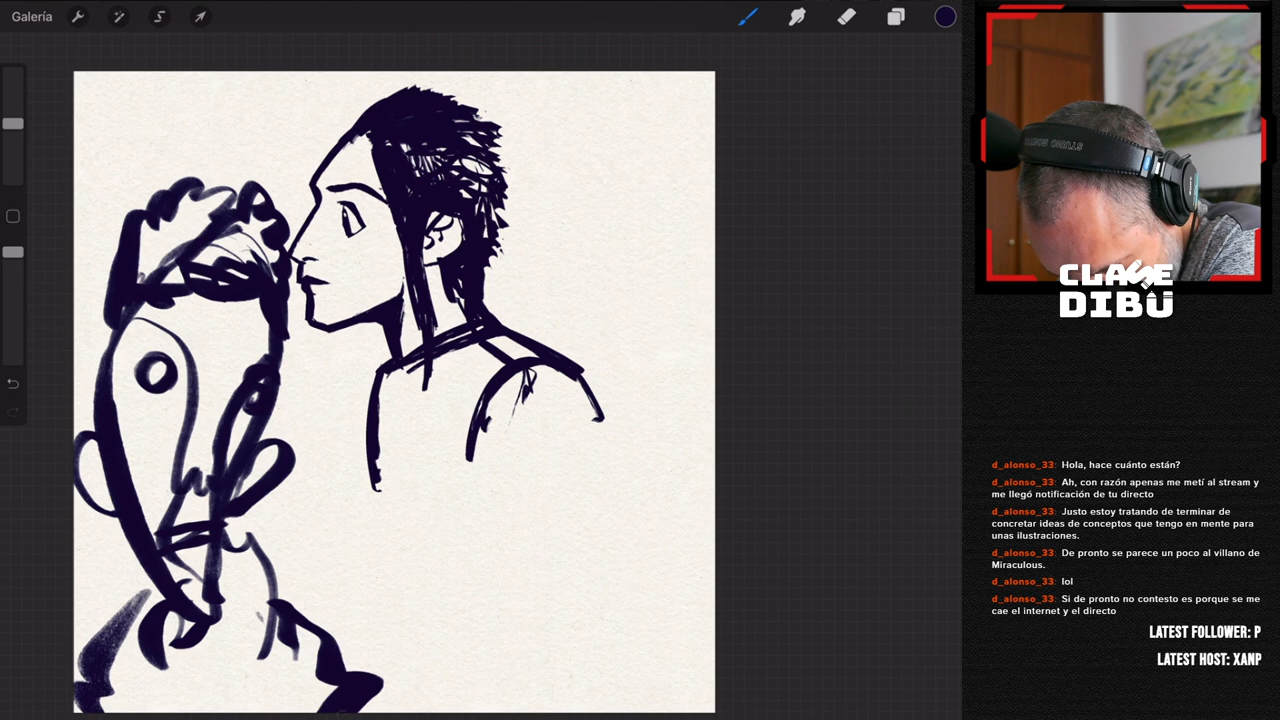 Galería
CLASE
DIBU
d_alonso_33: Hola, hace cuánto están?
d_alonso_33: Ah, con razón apenas me metí al stream y
me llegó notificación de tu directo
d_alonso_33: Justo estoy tratando de terminar de
concretar ideas de conceptos que tengo en mente para
unas ilustraciones.
d_alonso_33: De pronto se parece un poco al villano de
Miraculous.
d_alonso_33: lol
d_alonso_33: Si de pronto no contesto es porque se me
cae el internet y el directo
LATEST FOLLOWER: P
LATEST HOST: XANP